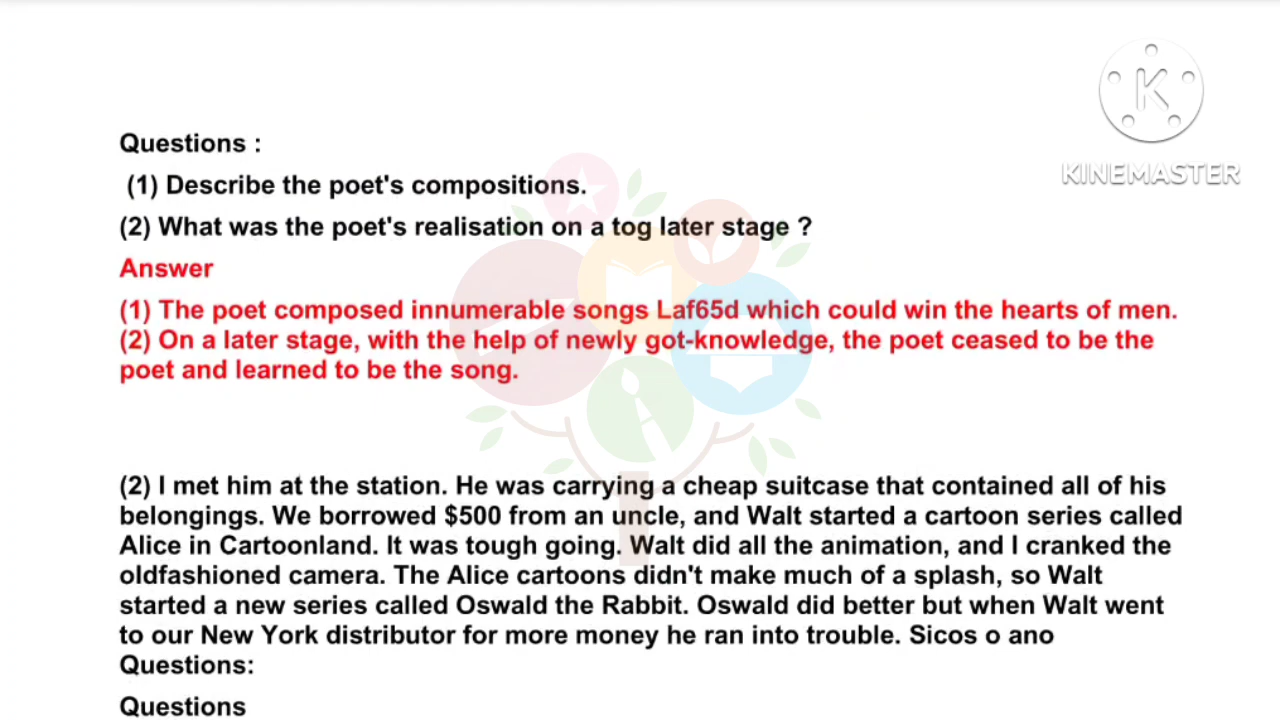 KINEMASTER
Questions :
(1) Describe the poet's compositions.
(2) What was the poet's realisation on a tog later stage ?
Answer
(1) The poet composed innumerable songs Laf65d which could win the hearts of men.
(2) On a later stage, with the help of newly got-knowledge, the poet ceased to be the
poet and learned to be the song.
(2) I met him at the station. He was carrying a cheap suitcase that contained all of his
belongings. We borrowed $500 from an uncle, and Walt started a cartoon series called
Alice in Cartoonland. It was tough going. Walt did all the animation, and I cranked the
oldfashioned camera. The Alice cartoons didn't make much of a splash, so Walt
started a new series called Oswald the Rabbit. Oswald did better but when Walt went
to our New York distributor for more money he ran into trouble. Sicos o ano
Questions:
Questions